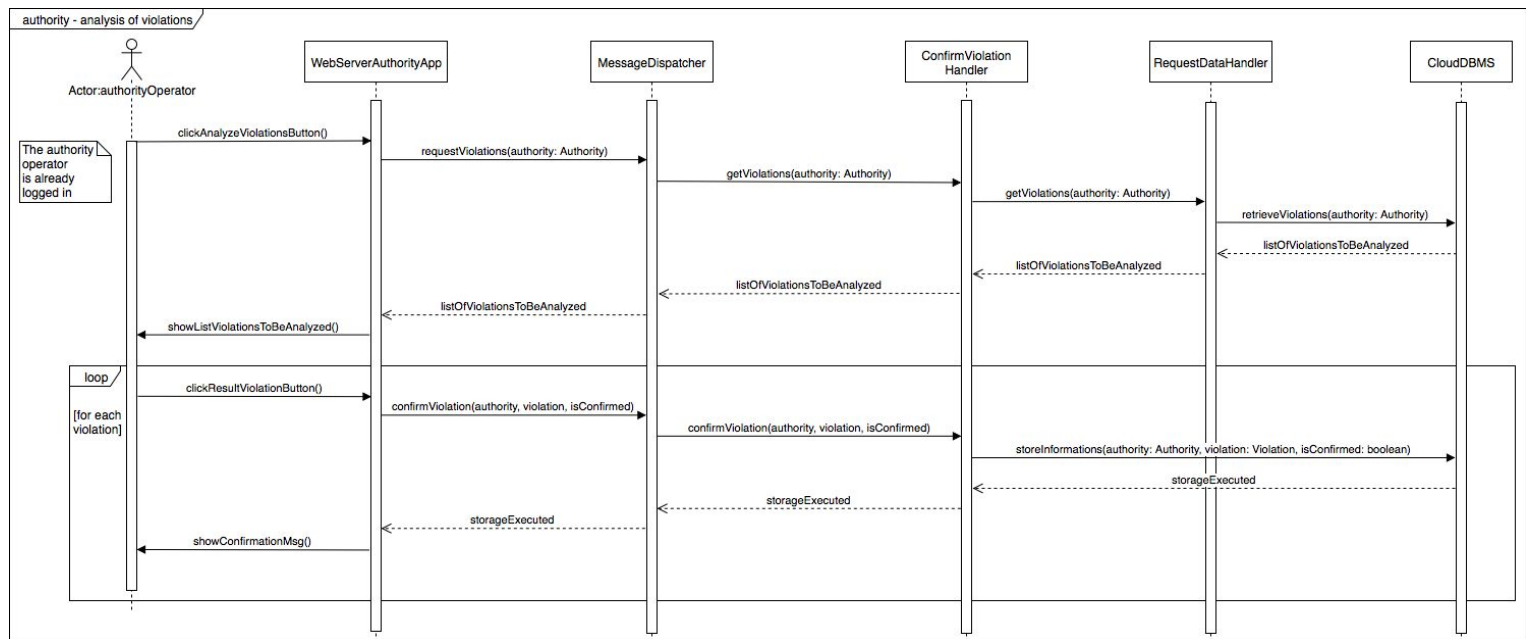 authority - analysis of violations
Actor:authorityOperator
WebServerAuthorityApp
MessageDispatcher
ConfirmViolation
Handler
RequestDataHandler
CloudDBMS
The authority
operator
is already
logged in
clickAnalyzeViolationsButton()
requestViolations(authority: Authority)
getViolations(authority: Authority)
getViolations(authority: Authority)
retrieveViolations(authority: Authority)
listOfViolationsToBeAnalyzed
listOfViolationsToBeAnalyzed
listOfViolationsToBeAnalyzed
listOfViolationsToBeAnalyzed
showListViolationsToBeAnalyzed()
loop
[for each
violation]
clickResultViolationButton()
confirmViolation(authority, violation, isConfirmed)
confirmViolation(authority, violation, isConfirmed)
storeInformations(authority: Authority, violation: Violation, isConfirmed: boolean)
storageExecuted
storageExecuted
storageExecuted
showConfirmationMsg()